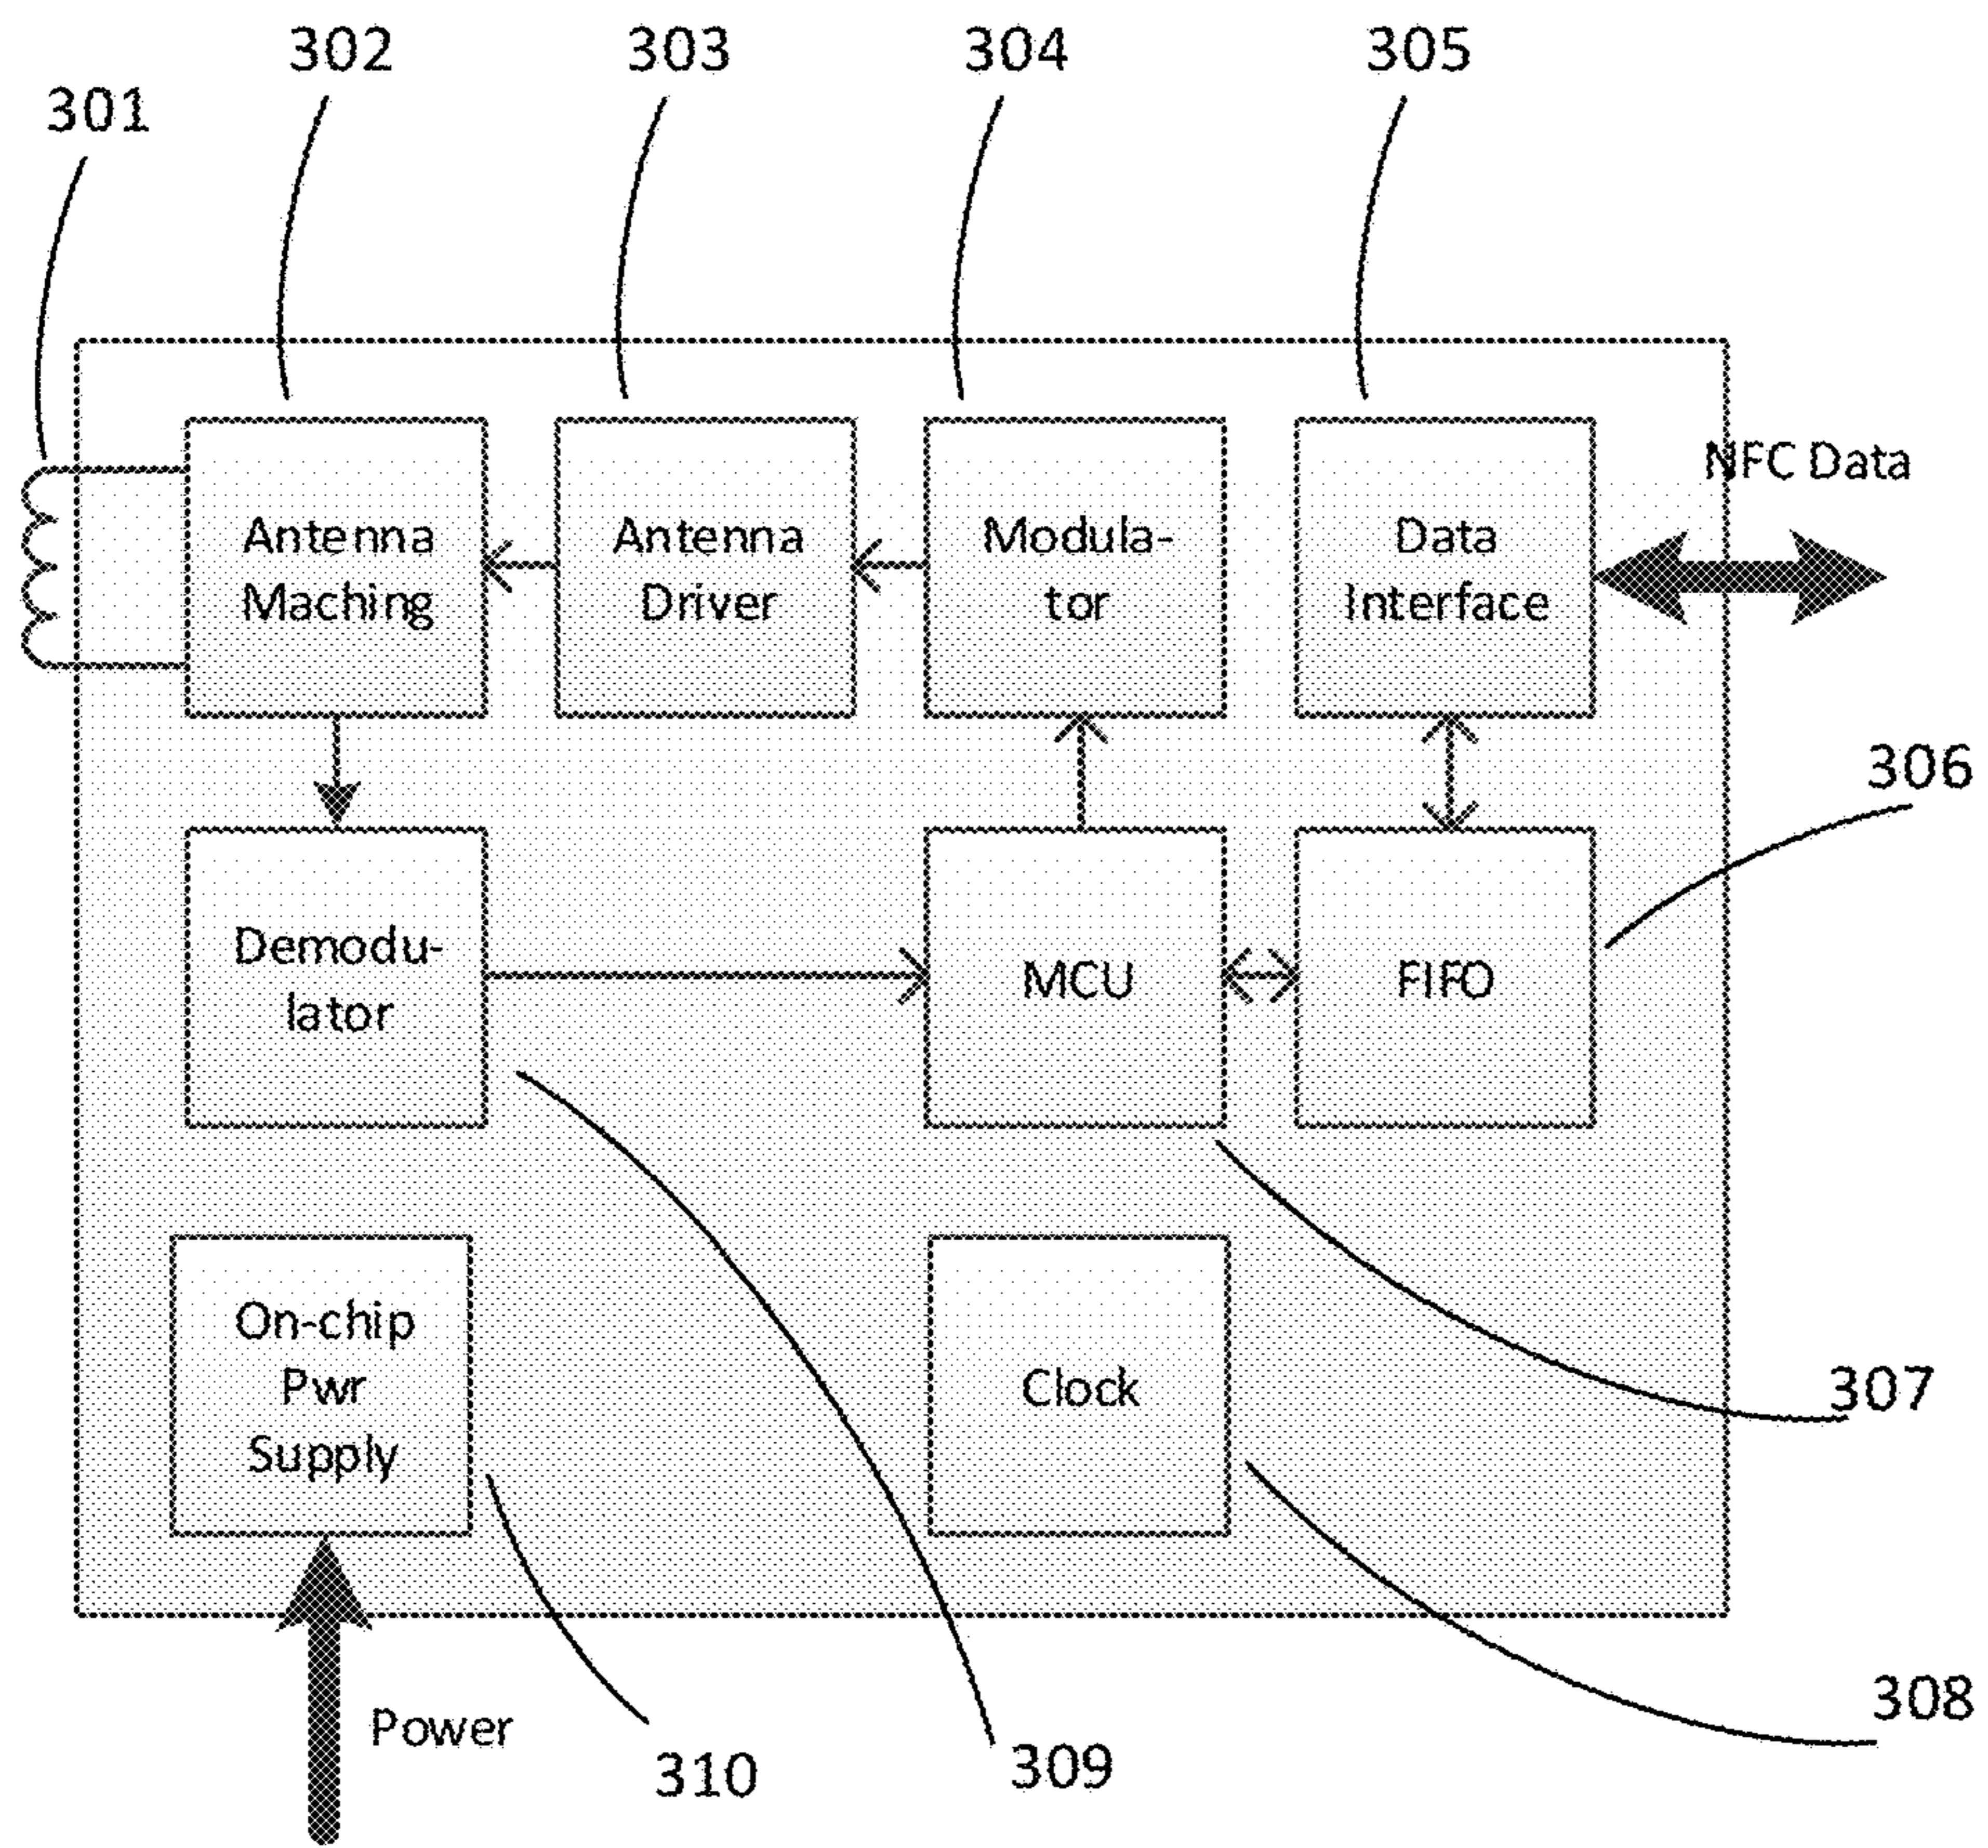 302
303
304
305
301
NFC Data
Antenna
Maching
Antenna
Driver
Modula-
tor
Data
Interface
306
Demodu-
lator
MCU
FIFO
On-chip
Pwr
Supply
Clock
307
308
Power
310
309